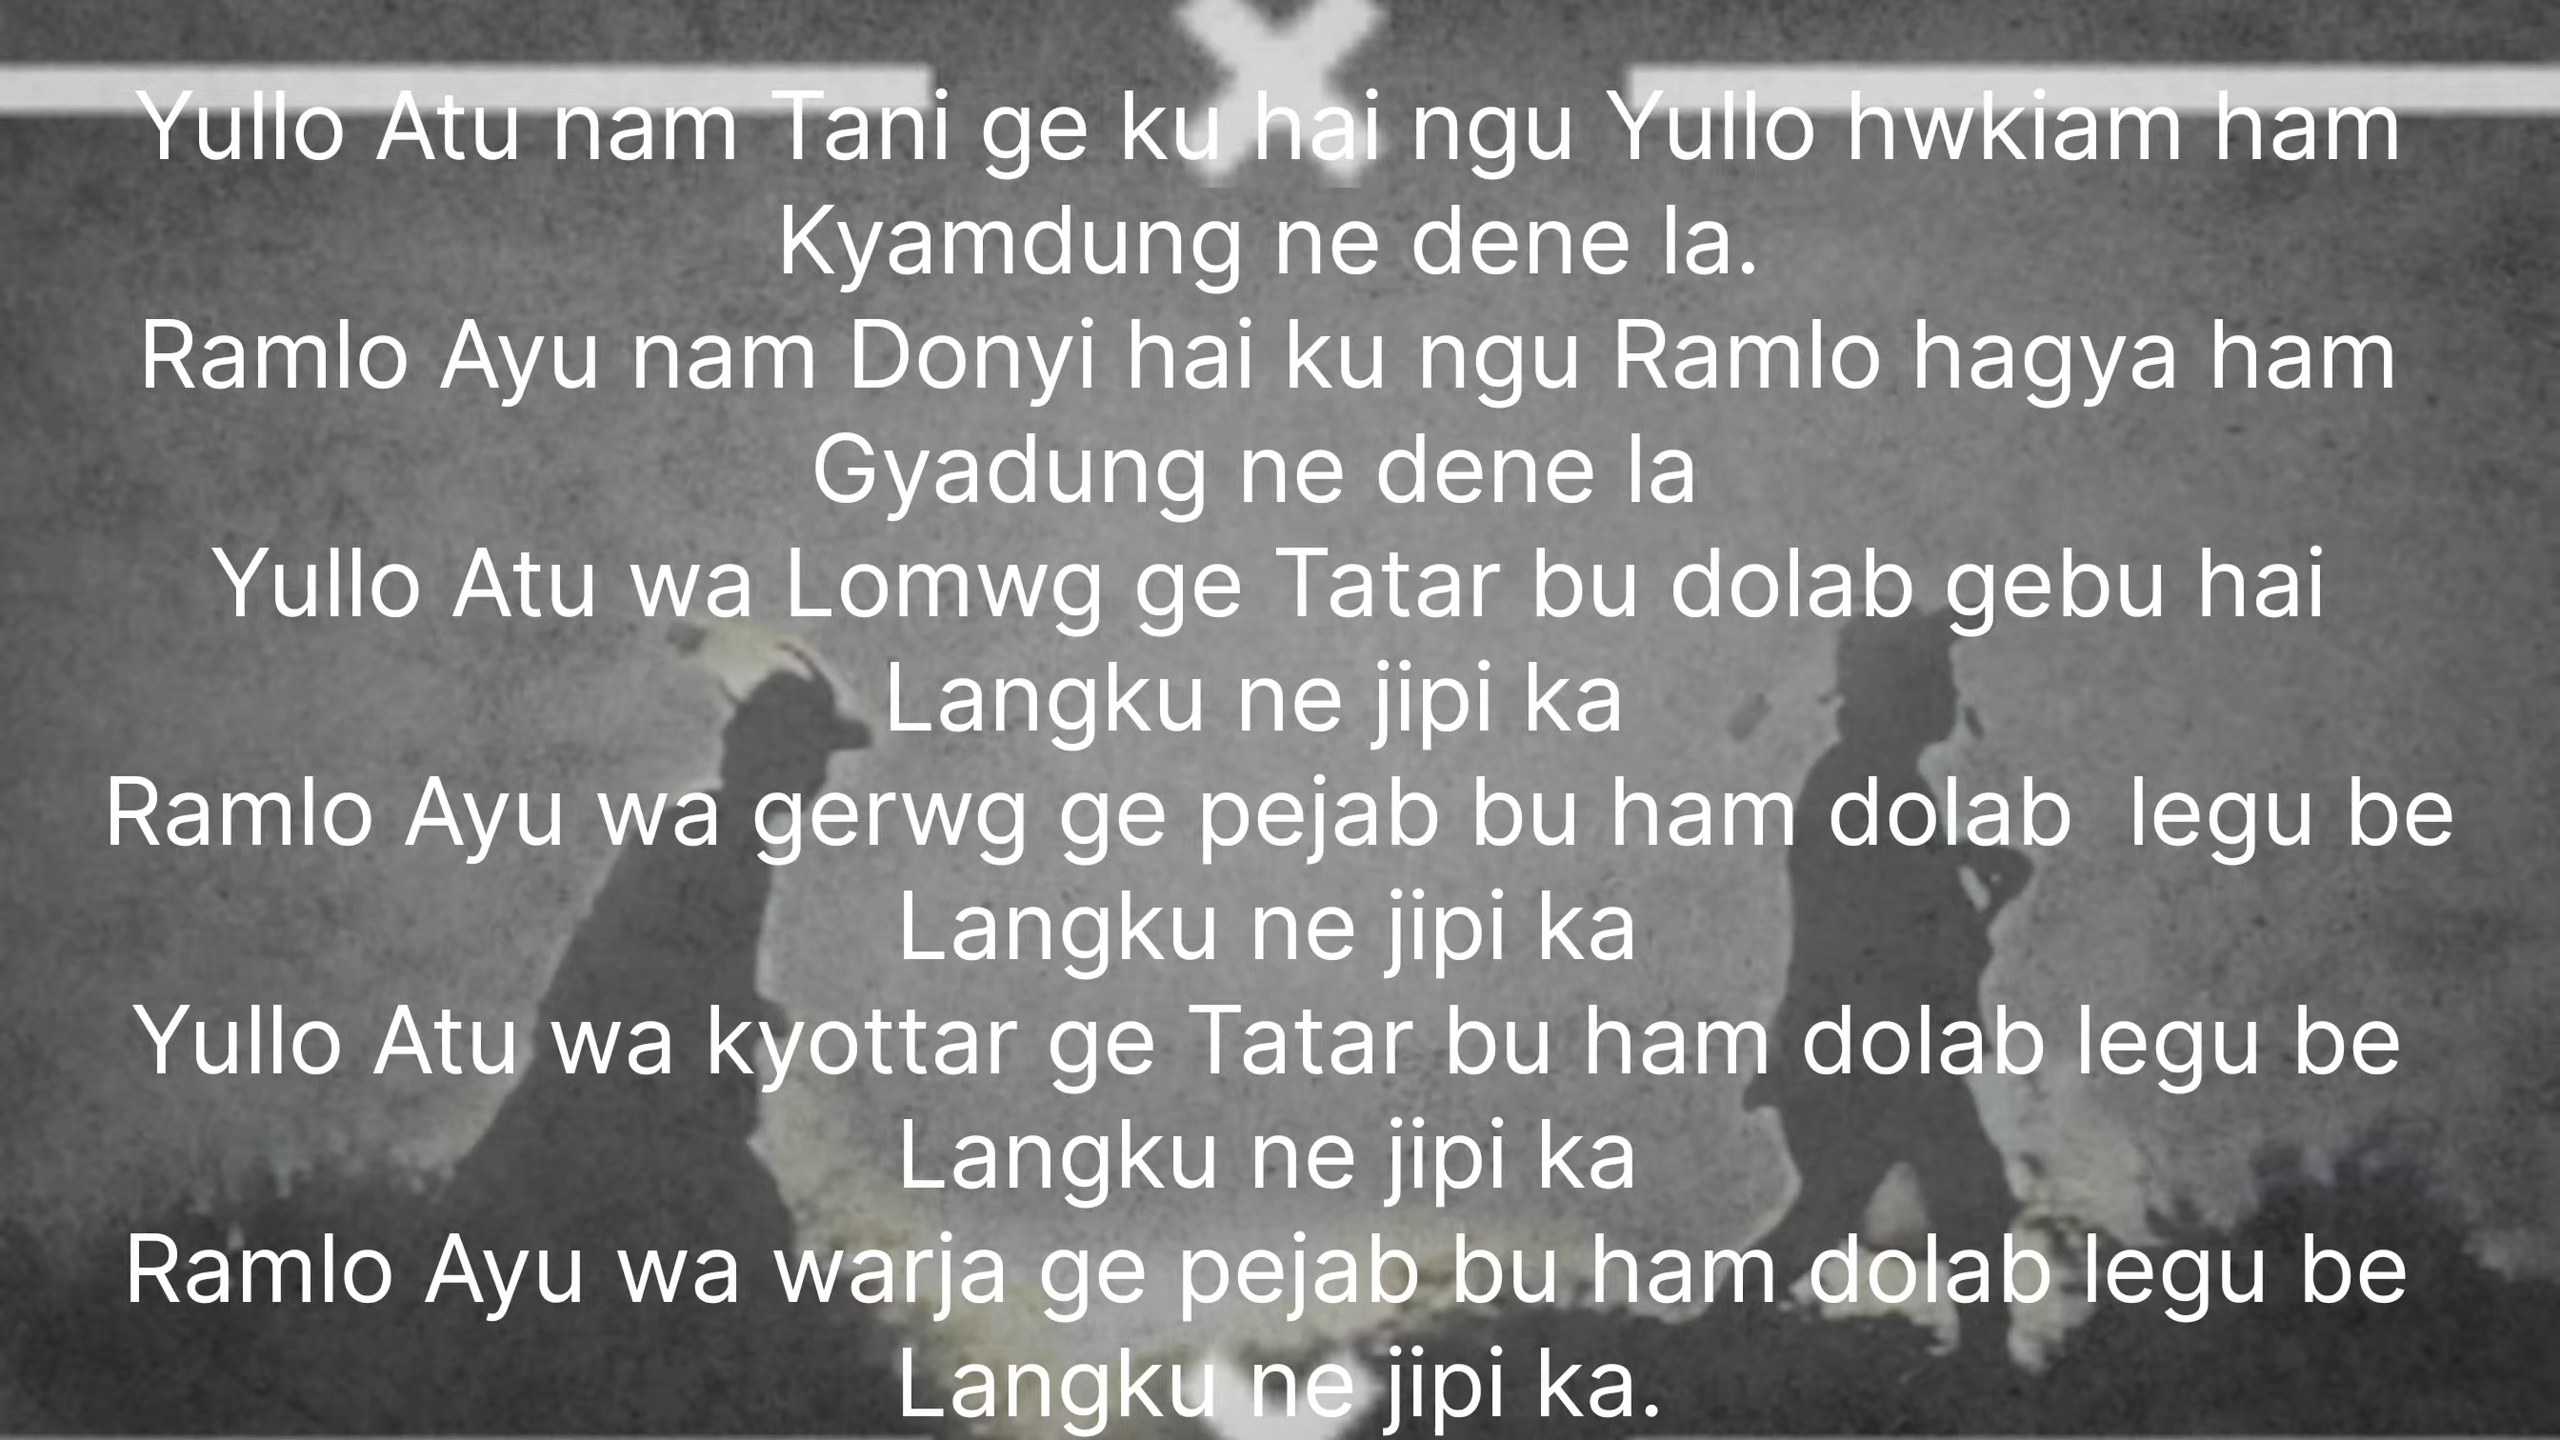 Yullo Atu nam Tani ge ku hai ngu Yullo hwkiam ham
Kyamdung ne dene la.
Ramlo Ayu nam Donyi hai ku ngu Ramlo hagya ham
Gyadung ne dene la
Yullo Atu wa Lomwg ge Tatar bu dolab gebu hai
Langku ne jipi ka
Ramlo Ayu wa gerwg ge pejab bu ham dolab  legu be
Langku ne jipi ka
Yullo Atu wa kyottar ge Tatar bu ham dolab legu be
Langku ne jipi ka
Ramlo Ayu wa warja ge pejab bu ham dolab legu be
Langku ne jipi ka.